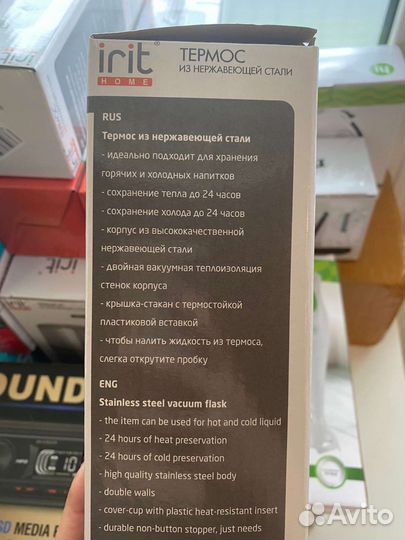 irit®
HOME
ТЕРМОС
ИЗ НЕРЖАВЕЮЩЕЙ СТАЛИ
RUS
Термос из нержавеющей стали
- идеально подходит для хранения
горячих и холодных напитков
- сохранение тепла до 24 часов
- сохранение холода до 24 часов
- корпус из высококачественной
нержавеющей стали
- двойная вакуумная теплоизоляция
стенок корпуса
- крышка-стакан с термостойкой
пластиковой вставкой
- чтобы налить жидкость из термоса,
слегка открутите пробку
ENG
Stainless steel vacuum flask
- the item can be used for hot and cold liquid
- 24 hours of heat preservation
- 24 hours of cold preservation
- high quality stainless steel body
- double walls
- cover-cup with plastic heat-resistant insert
- durable non-button stopper, just needs
irit
HOME
OUND
SD MEDIA
Avito